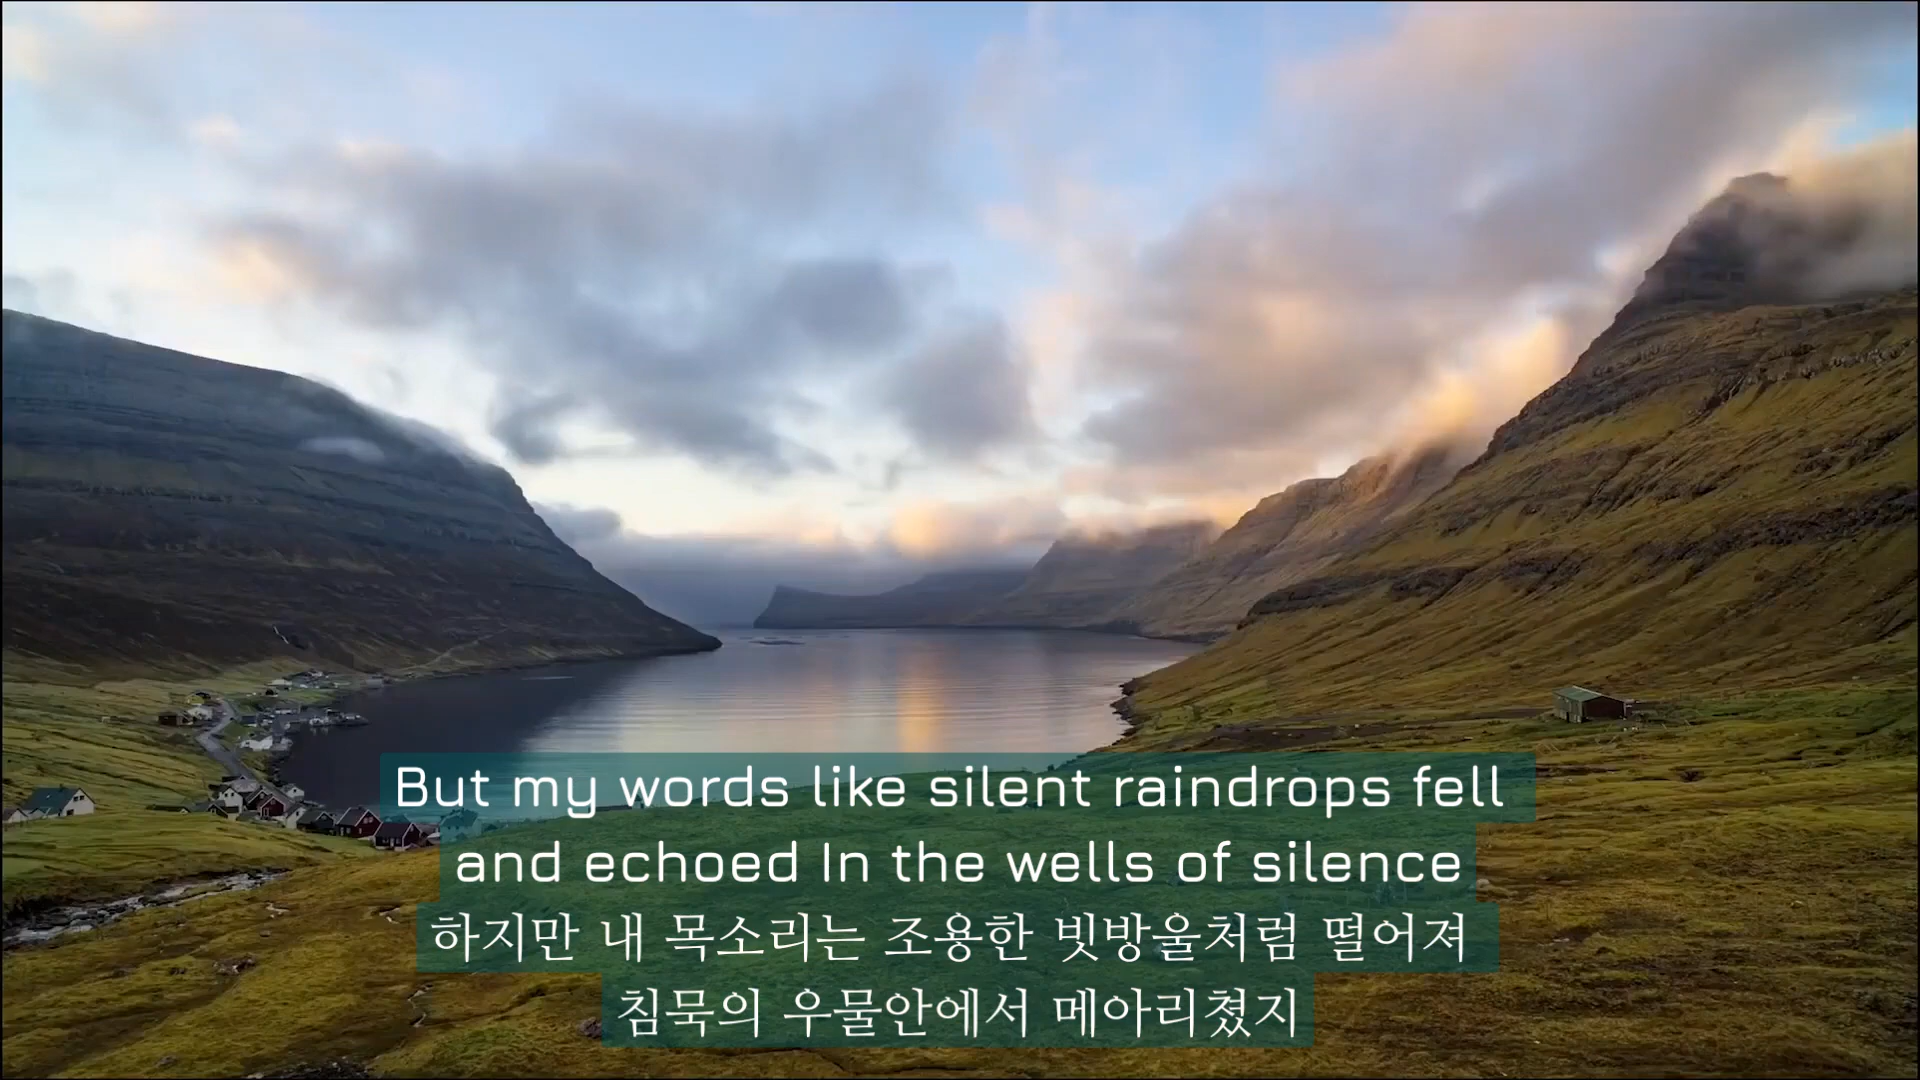 But my words like silent raindrops fell
and echoed In the wells of silence
하지만 내 목소리는 조용한 빗방울처럼 떨어져
침묵의 우물안에서 메아리쳤지